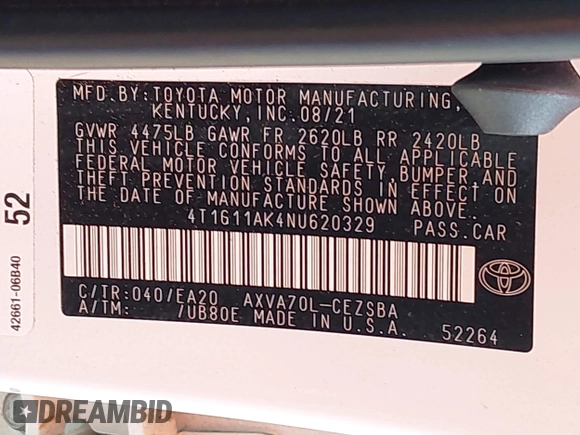 MFD.BY:TOYOTA MOTOR MANUFACTURING,
KENTUCKY, INC.08/21
GVWR 4475LB GAWR FR 2620LB RR 2420LB
THIS VEHICLE CONFORMS TO ALL APPLICABLE
FEDERAL MOTOR VEHICLE SAFETY, BUMPER, AND
THEFT PREVENTION STANDARDS IN EFFECT ON
THE DATE OF MANUFACTURE SHOWN ABOVE.
4T1611AK4NU620329 PASS.CAR
C/TR:040/EA20 AXVA70L-CEZSBA
A/TM: /UB80E MADE IN U.S.A. 52264
52
42661-06B40
DREAMBID